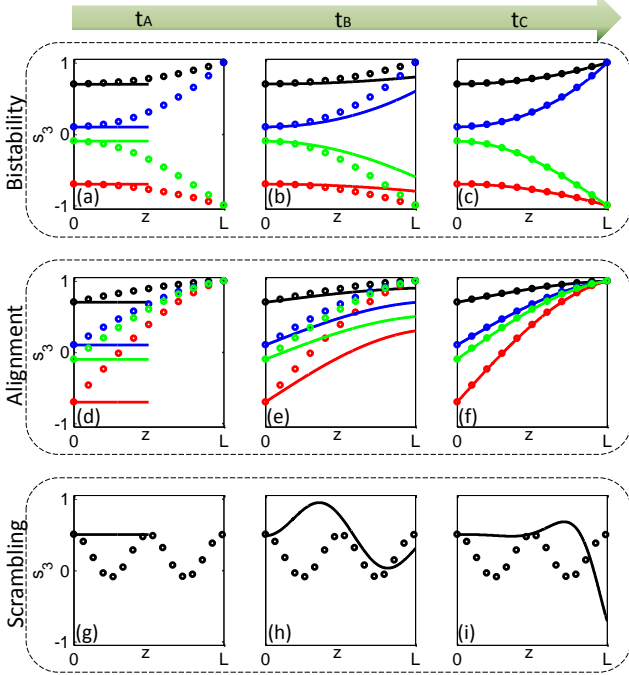 tA tB tC
Bistability
s3
1
0
-1
(a) (b) (c)
0 z L 0 z L 0 z L
Alignment
s3
1
0
-1
(d) (e) (f)
0 z L 0 z L 0 z L
Scrambling
s3
1
0
-1
(g) (h) (i)
0 z L 0 z L 0 z L